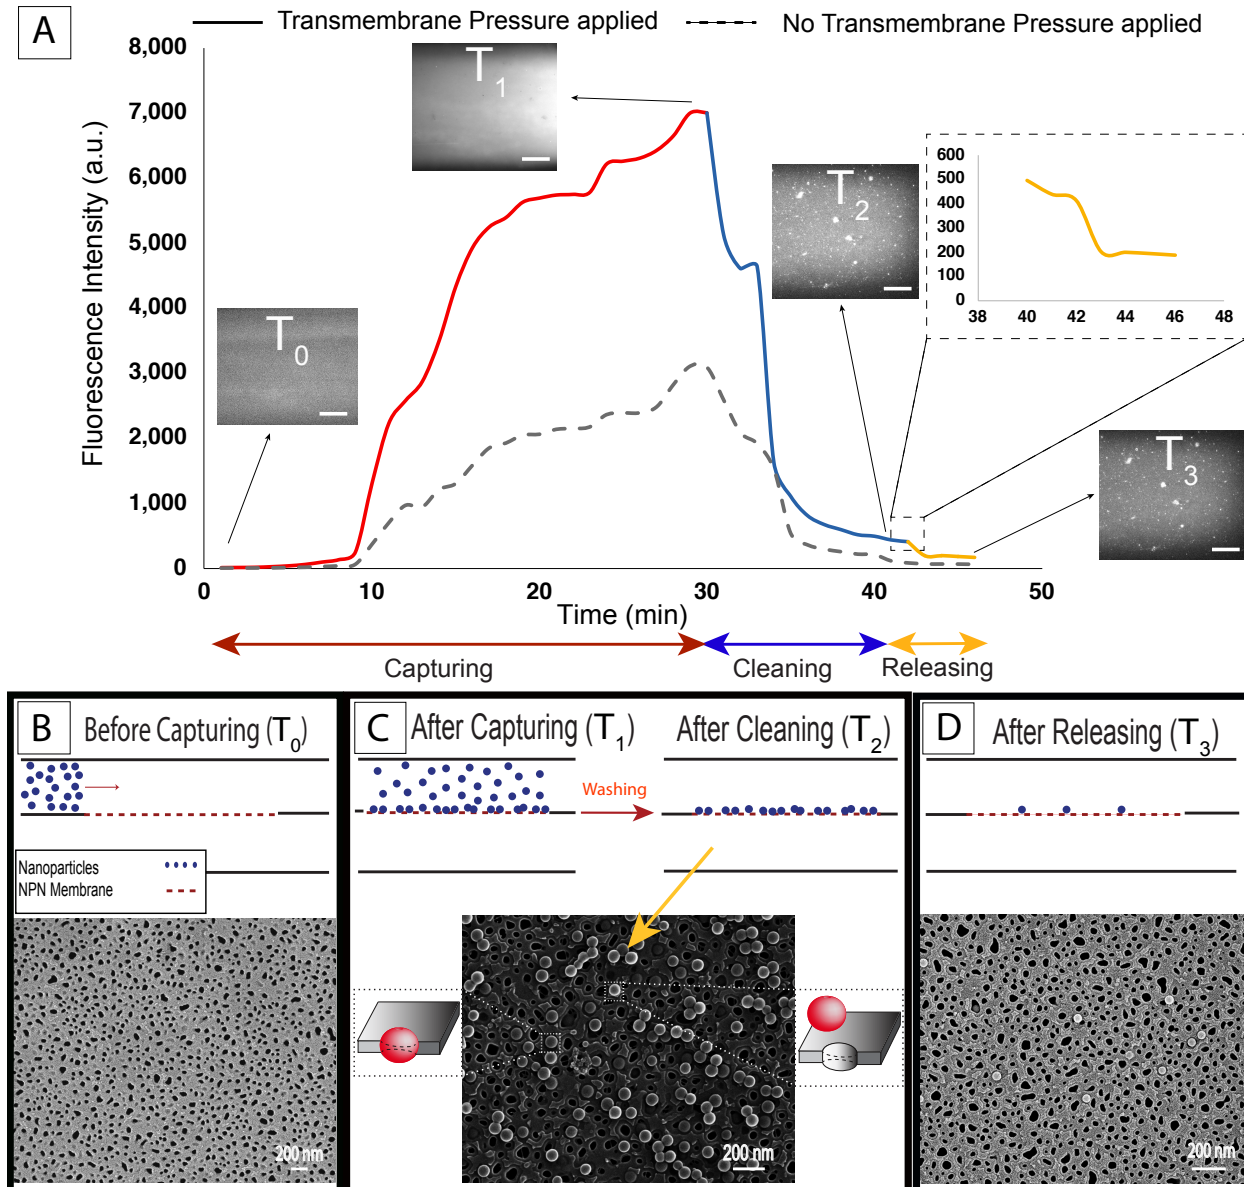 A
Transmembrane Pressure applied
No Transmembrane Pressure applied
Fluorescence Intensity (a.u.)
8,000
7,000
6,000
5,000
4,000
3,000
2,000
1,000
0
T0
T1
T2
T3
600
500
400
300
200
100
0
38 40 42 44 46 48
0 10 20 30 40 50
Time (min)
Capturing
Cleaning
Releasing
B
Before Capturing (T0)
Nanoparticles
NPN Membrane
200 nm
C
After Capturing (T1)
Washing
After Cleaning (T2)
200 nm
D
After Releasing (T3)
200 nm